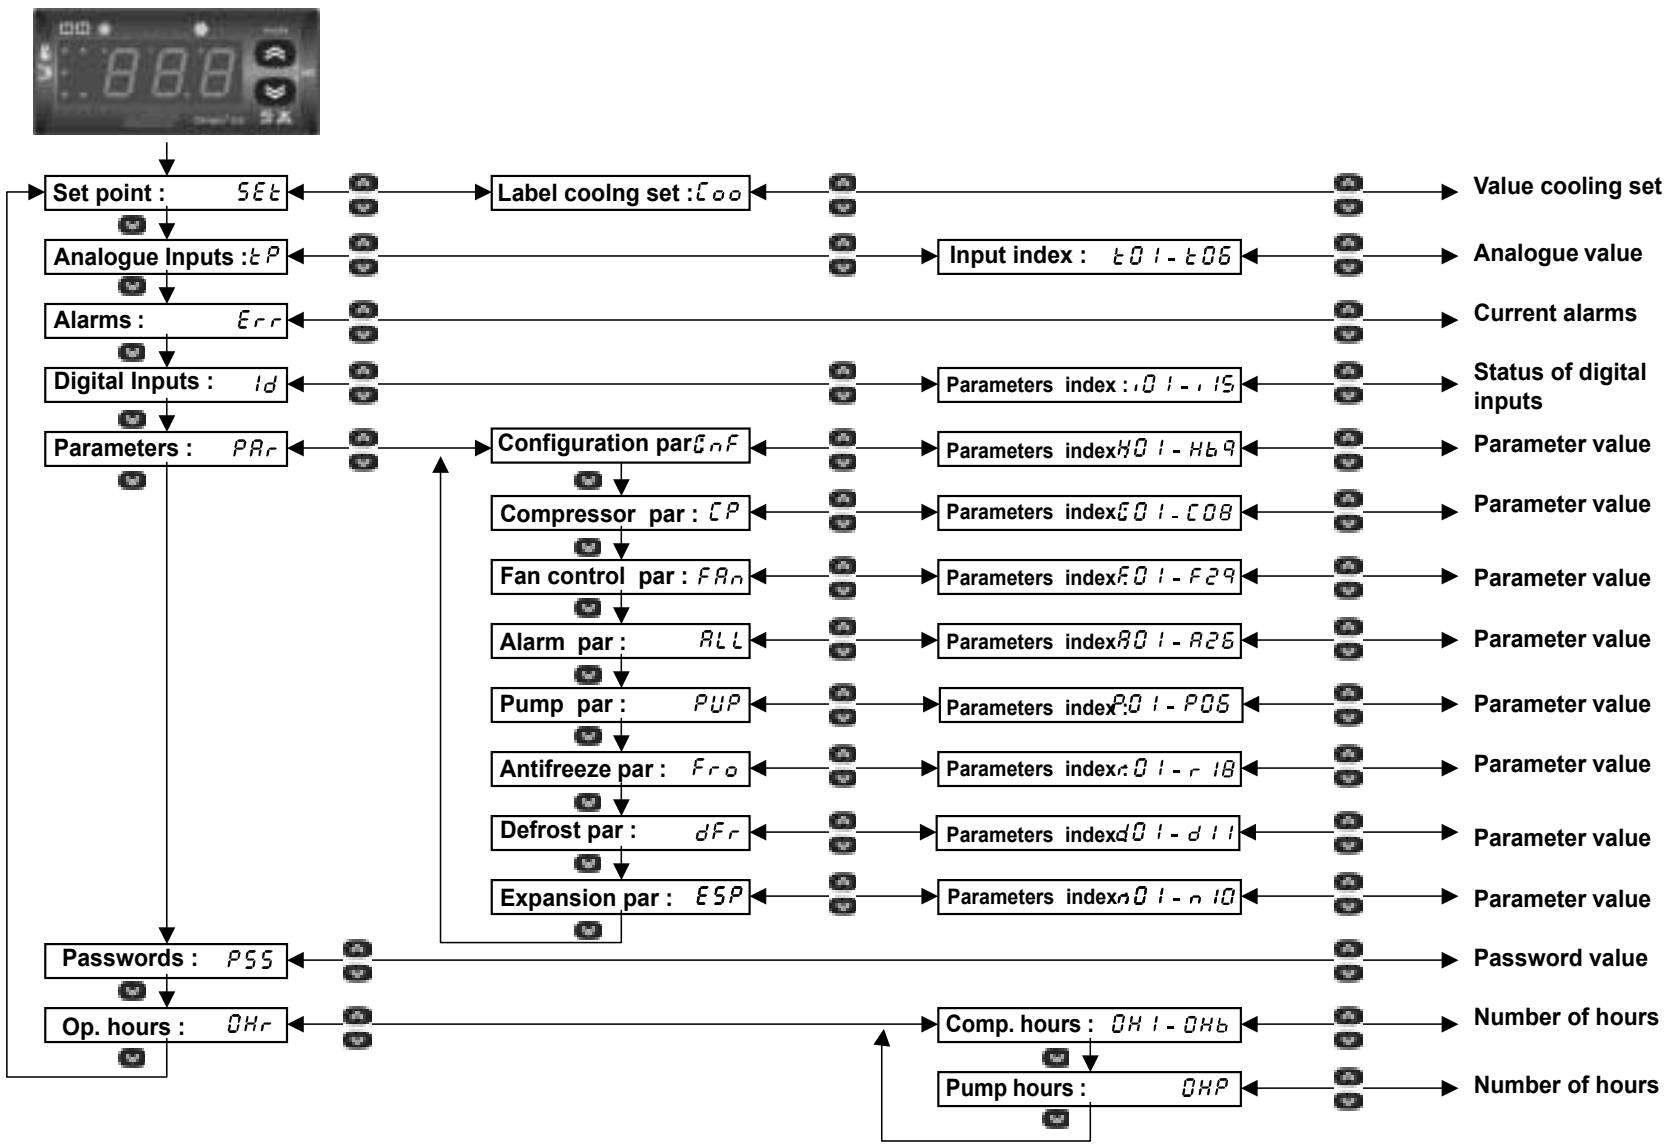 88.8
SX
Set point : SEt
Label coolng set : Coo
Value cooling set
Analogue Inputs : tP
Input index : t01 - t06
Analogue value
Alarms : Err
Current alarms
Digital Inputs : Id
Parameters index : i01 - i15
Status of digital
inputs
Parameters : PAr
Configuration par CnF
Parameters index H01 - Hb9
Parameter value
Compressor par : CP
Parameters index C01 - C08
Parameter value
Fan control par : FAn
Parameters index F01 - F29
Parameter value
Alarm par : ALL
Parameters index A01 - A26
Parameter value
Pump par : PUP
Parameters index : P01 - P06
Parameter value
Antifreeze par : Fro
Parameters index : r01 - r18
Parameter value
Defrost par : dFr
Parameters index d01 - d11
Parameter value
Expansion par : ESP
Parameters index n01 - n10
Parameter value
Passwords : PSS
Password value
Op. hours : OHr
Comp. hours : OH1 - OHb
Number of hours
Pump hours : OHP
Number of hours